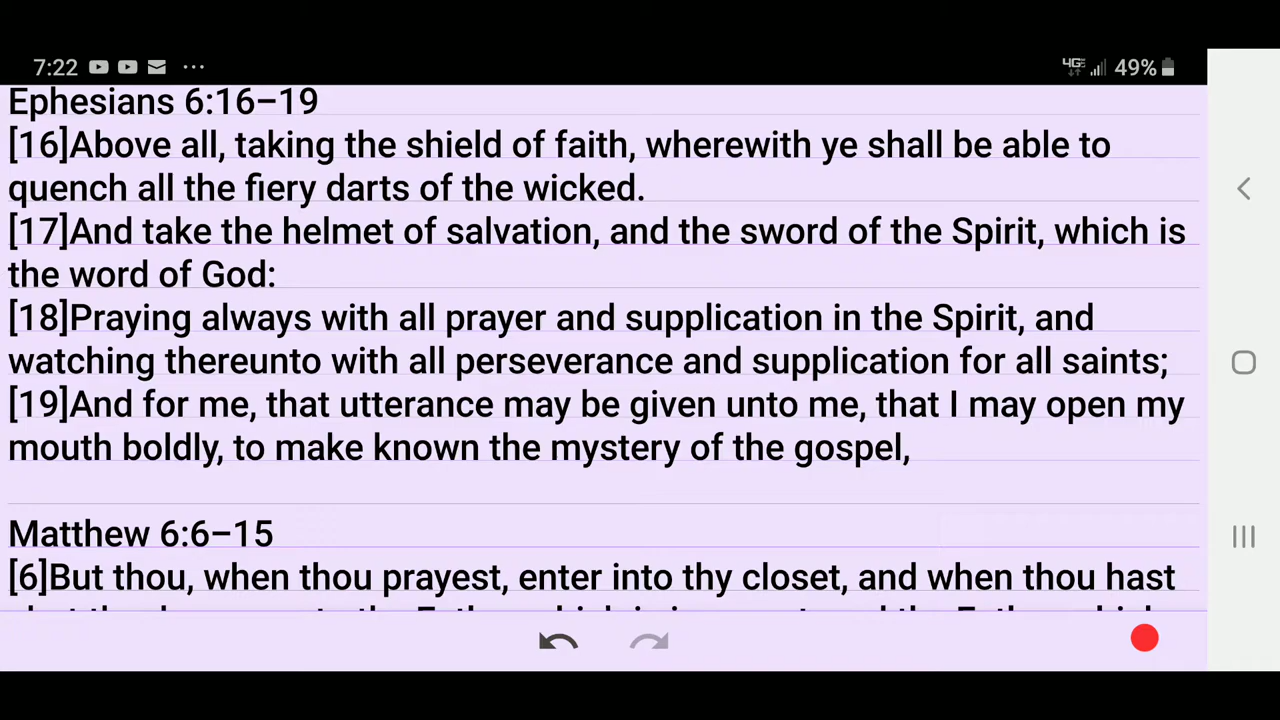 7:22 ... 4GE 49%
Ephesians 6:16–19
[16]Above all, taking the shield of faith, wherewith ye shall be able to
quench all the fiery darts of the wicked.
[17]And take the helmet of salvation, and the sword of the Spirit, which is
the word of God:
[18]Praying always with all prayer and supplication in the Spirit, and
watching thereunto with all perseverance and supplication for all saints;
[19]And for me, that utterance may be given unto me, that I may open my
mouth boldly, to make known the mystery of the gospel,
Matthew 6:6–15
[6]But thou, when thou prayest, enter into thy closet, and when thou hast